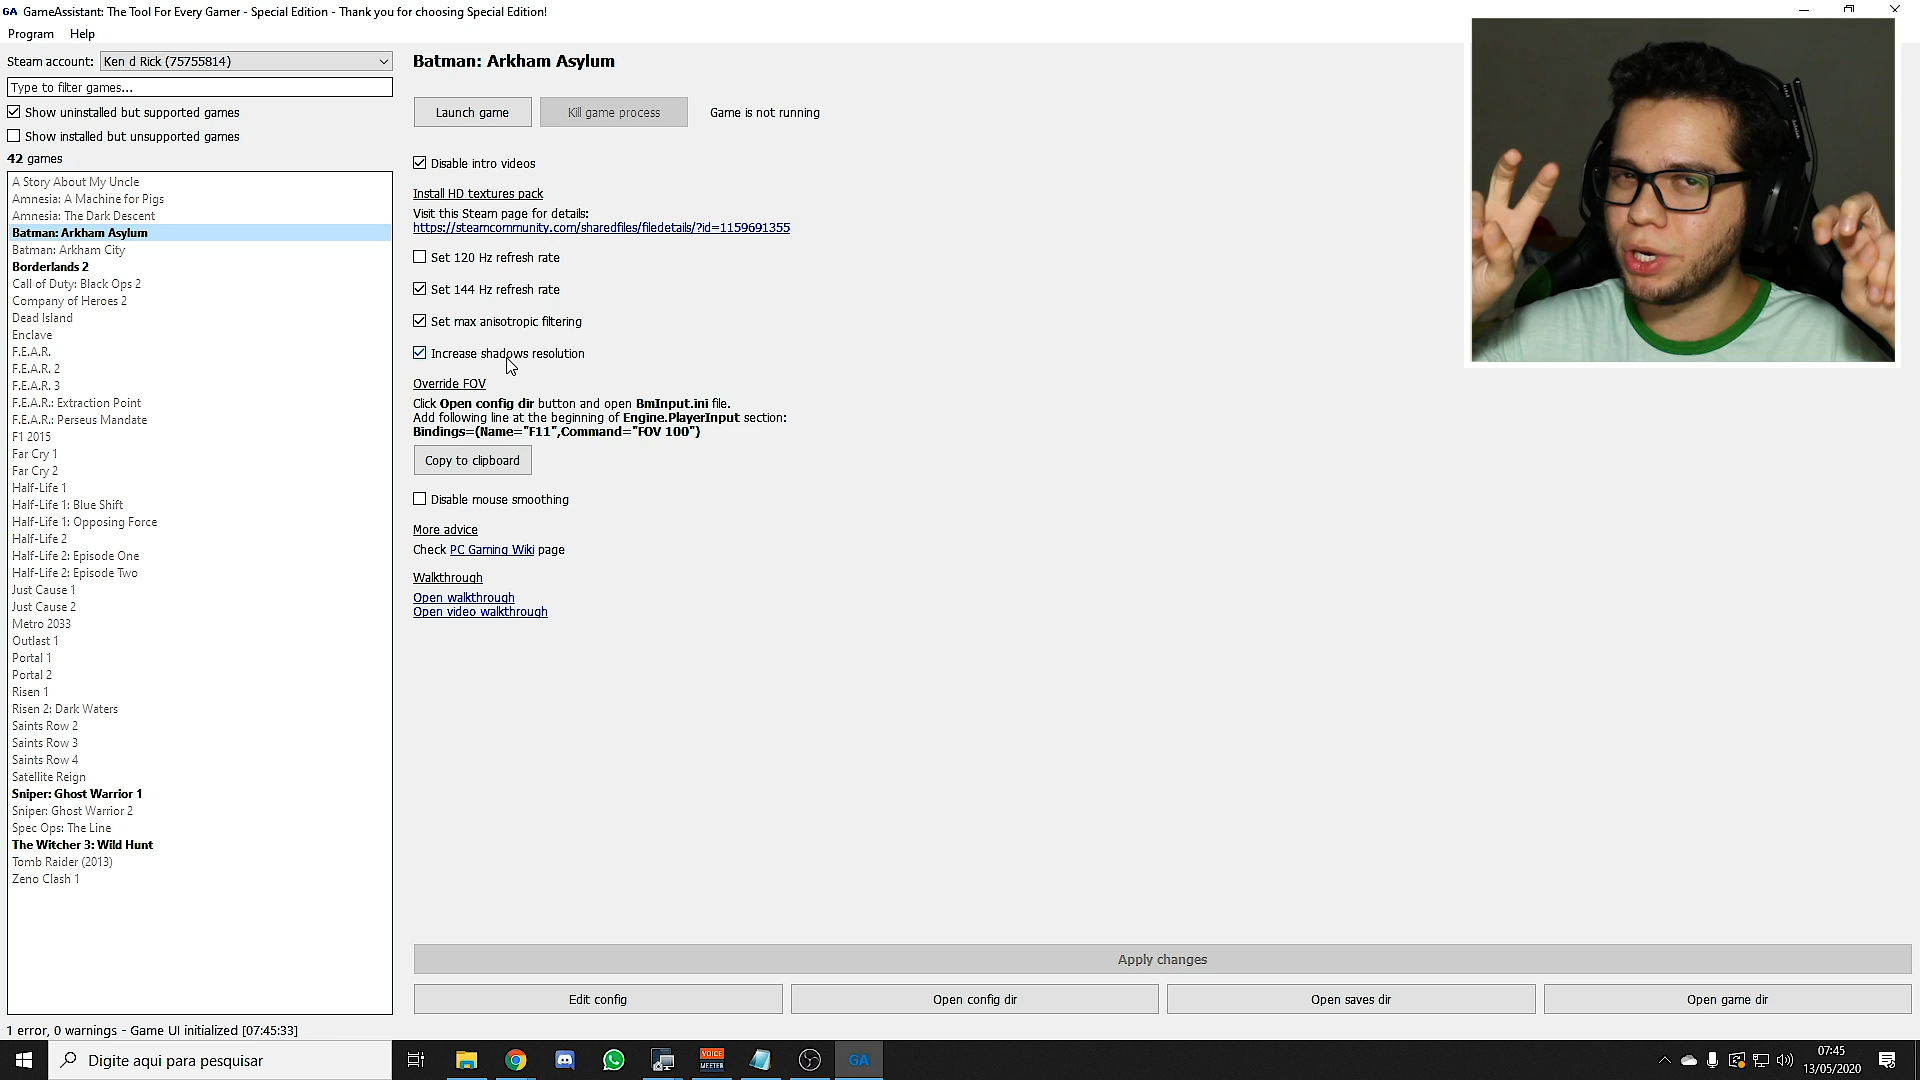 GA GameAssistant: The Tool For Every Gamer - Special Edition - Thank you for choosing Special Edition!
Program Help
Steam account: Ken d Rick (75755814)
Type to filter games...
Show uninstalled but supported games
Show installed but unsupported games
42 games
A Story About My Uncle
Amnesia: A Machine for Pigs
Amnesia: The Dark Descent
Batman: Arkham Asylum
Batman: Arkham City
Borderlands 2
Call of Duty: Black Ops 2
Company of Heroes 2
Dead Island
Enclave
F.E.A.R.
F.E.A.R. 2
F.E.A.R. 3
F.E.A.R.: Extraction Point
F.E.A.R.: Perseus Mandate
F1 2015
Far Cry 1
Far Cry 2
Half-Life 1
Half-Life 1: Blue Shift
Half-Life 1: Opposing Force
Half-Life 2
Half-Life 2: Episode One
Half-Life 2: Episode Two
Just Cause 1
Just Cause 2
Metro 2033
Outlast 1
Portal 1
Portal 2
Risen 1
Risen 2: Dark Waters
Saints Row 2
Saints Row 3
Saints Row 4
Satellite Reign
Sniper: Ghost Warrior 1
Sniper: Ghost Warrior 2
Spec Ops: The Line
The Witcher 3: Wild Hunt
Tomb Raider (2013)
Zeno Clash 1
Batman: Arkham Asylum
Launch game Kill game process Game is not running
Disable intro videos
Install HD textures pack
Visit this Steam page for details:
https://steamcommunity.com/sharedfiles/filedetails/?id=1159691355
Set 120 Hz refresh rate
Set 144 Hz refresh rate
Set max anisotropic filtering
Increase shadows resolution
Override FOV
Click Open config dir button and open BmInput.ini file.
Add following line at the beginning of Engine.PlayerInput section:
Bindings=(Name="F11",Command="FOV 100")
Copy to clipboard
Disable mouse smoothing
More advice
Check PC Gaming Wiki page
Walkthrough
Open walkthrough
Open video walkthrough
Apply changes
Edit config Open config dir Open saves dir Open game dir
1 error, 0 warnings - Game UI initialized [07:45:33]
Digite aqui para pesquisar
VOICE
MEETER
GA
07:45
13/05/2020